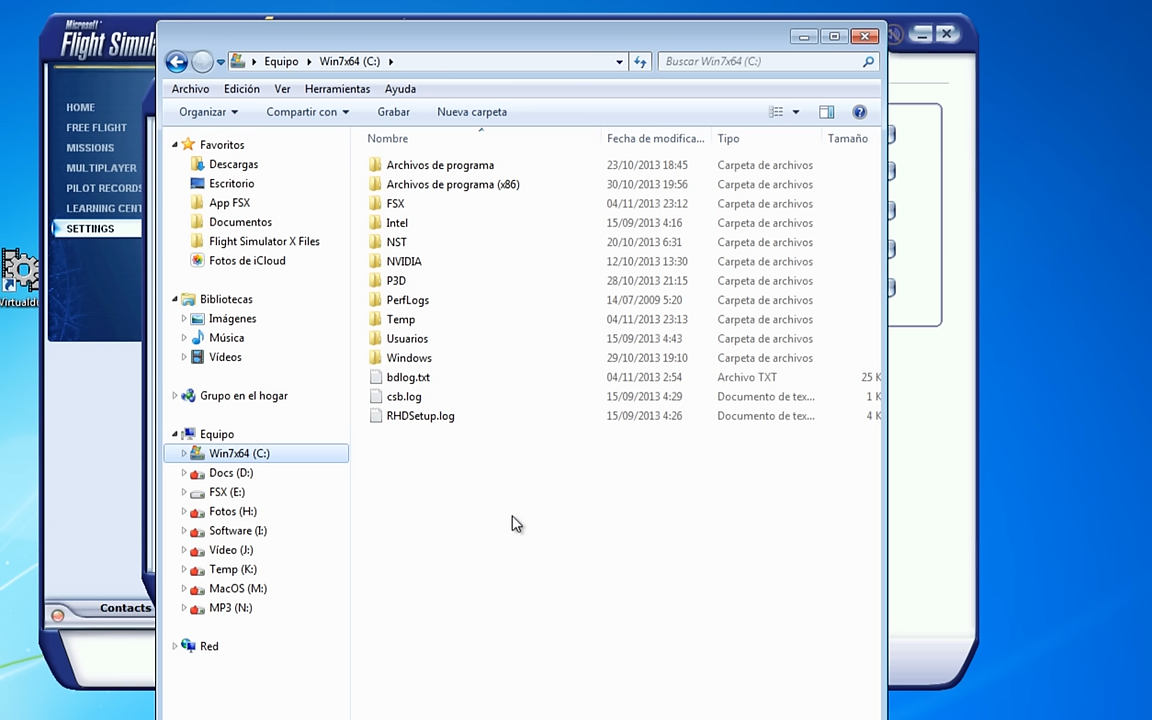 Microsoft
Flight Simu
HOME
FREE FLIGHT
MISSIONS
MULTIPLAYER
PILOT RECORDS
LEARNING CENT
SETTINGS
Contacts
Equipo
Win7x64 (C:)
Buscar Win7x64 (C:)
Archivo Edición Ver Herramientas Ayuda
Organizar Compartir con Grabar Nueva carpeta
Favoritos
Descargas
Escritorio
App FSX
Documentos
Flight Simulator X Files
Fotos de iCloud
Bibliotecas
Imágenes
Música
Vídeos
Grupo en el hogar
Equipo
Win7x64 (C:)
Docs (D:)
FSX (E:)
Fotos (H:)
Software (I:)
Vídeo (J:)
Temp (K:)
MacOS (M:)
MP3 (N:)
Red
Nombre Fecha de modifica... Tipo Tamaño
Archivos de programa 23/10/2013 18:45 Carpeta de archivos
Archivos de programa (x86) 30/10/2013 19:56 Carpeta de archivos
FSX 04/11/2013 23:12 Carpeta de archivos
Intel 15/09/2013 4:16 Carpeta de archivos
NST 20/10/2013 6:31 Carpeta de archivos
NVIDIA 12/10/2013 13:30 Carpeta de archivos
P3D 28/10/2013 21:15 Carpeta de archivos
PerfLogs 14/07/2009 5:20 Carpeta de archivos
Temp 04/11/2013 23:13 Carpeta de archivos
Usuarios 15/09/2013 4:43 Carpeta de archivos
Windows 29/10/2013 19:10 Carpeta de archivos
bdlog.txt 04/11/2013 2:54 Archivo TXT 25 K
csb.log 15/09/2013 4:29 Documento de tex... 1 K
RHDSetup.log 15/09/2013 4:26 Documento de tex... 4 K